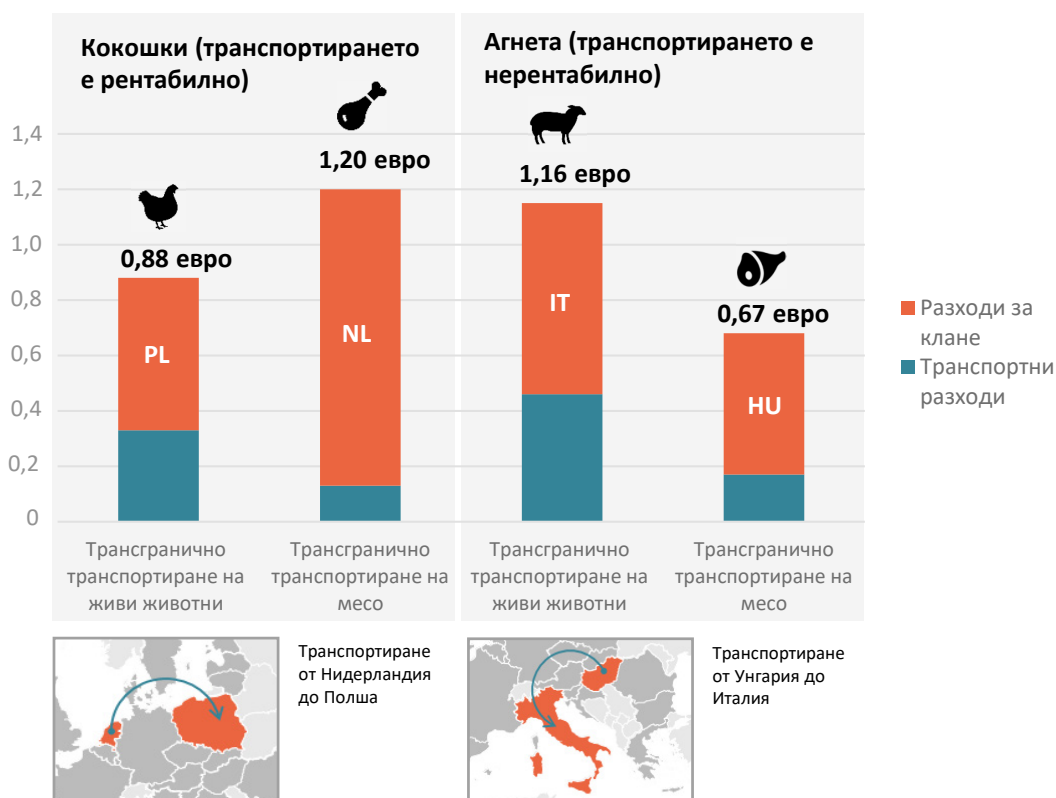 Кокошки (транспортирането
е рентабилно)
Агнета (транспортирането е
нерентабилно)
1,4
1,2
1,0
0,8
0,6
0,4
0,2
0
0,88 евро
1,20 евро
1,16 евро
0,67 евро
PL
NL
IT
HU
Разходи за
клане
Транспортни
разходи
Трансгранично
транспортиране на
живи животни
Трансгранично
транспортиране на
месо
Трансгранично
транспортиране на
живи животни
Трансгранично
транспортиране на
месо
Транспортиране
от Нидерландия
до Полша
Транспортиране
от Унгария до
Италия